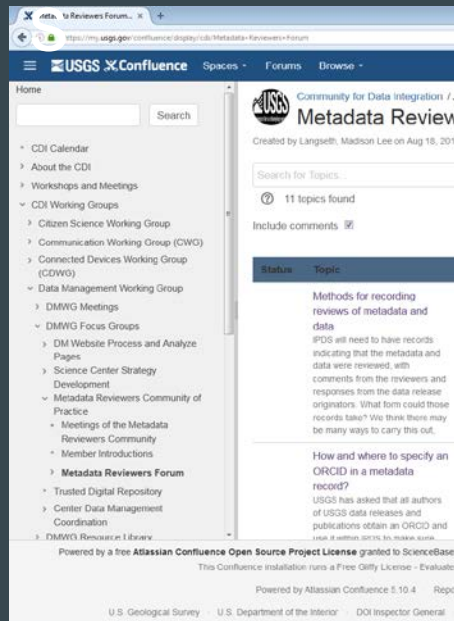 Metadata Reviewers Forum...
https://my.usgs.gov/confluence/display/cdi/Metadata+Reviewers+Forum
USGS Confluence Spaces Forums Browse
Home
Search
CDI Calendar
About the CDI
Workshops and Meetings
CDI Working Groups
Citizen Science Working Group
Communication Working Group (CWG)
Connected Devices Working Group
(CDWG)
Data Management Working Group
DMWG Meetings
DMWG Focus Groups
DM Website Process and Analyze
Pages
Science Center Strategy
Development
Metadata Reviewers Community of
Practice
Meetings of the Metadata
Reviewers Community
Member Introductions
Metadata Reviewers Forum
Trusted Digital Repository
Center Data Management
Coordination
DMWG Resource Library
USGS
Community for Data Integration /
Metadata Review
Created by Langseth, Madison Lee on Aug 18, 201
Search for Topics...
11 topics found
Include comments
Status Topic
Methods for recording
reviews of metadata and
data
IPDS will need to have records
indicating that the metadata and
data were reviewed, with
comments from the reviewers and
responses from the data release
originators. What form could those
records take? We think there may
be many ways to carry this out,
How and where to specify an
ORCID in a metadata
record?
USGS has asked that all authors
of USGS data releases and
publications obtain an ORCID and
use it within IPDS to make sure
Powered by a free Atlassian Confluence Open Source Project License granted to ScienceBase
This Confluence installation runs a Free Gliffy License - Evaluate
Powered by Atlassian Confluence 5.10.4 Repo
U.S. Geological Survey U.S. Department of the Interior DOI Inspector General